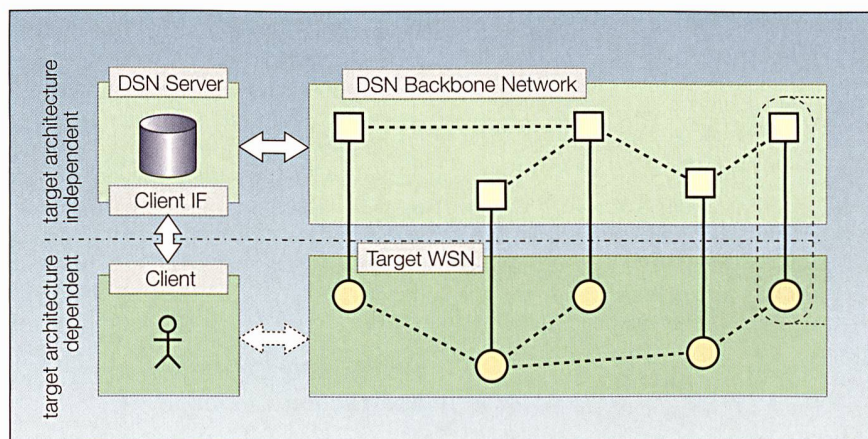 target architecture
independent
DSN Server
Client IF
DSN Backbone Network
target architecture
dependent
Client
Target WSN